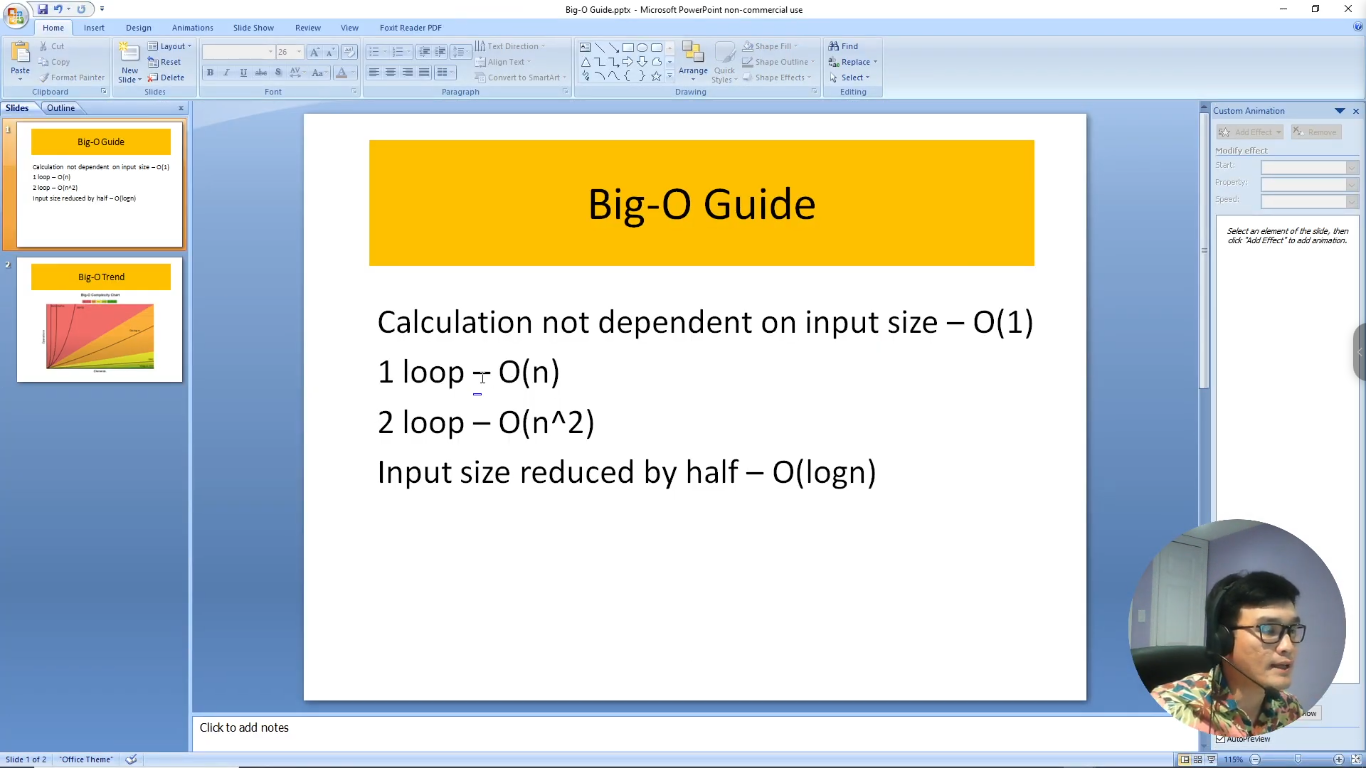 Big-O Guide.pptx - Microsoft PowerPoint non-commercial use
Home Insert Design Animations Slide Show Review View Foxit Reader PDF
Paste
Cut
Copy
Format Painter
Clipboard
New Slide
Layout
Reset
Delete
Slides
26
B I U abc S AV Aa A
Font
Text Direction
Align Text
Convert to SmartArt
Paragraph
Arrange
Quick Styles
Shape Fill
Shape Outline
Shape Effects
Drawing
Find
Replace
Select
Editing
Slides Outline
1
Big-O Guide
Calculation not dependent on input size – O(1)
1 loop – O(n)
2 loop – O(n^2)
Input size reduced by half – O(logn)
2
Big-O Trend
Big-O Complexity Chart
Big-O Guide
Calculation not dependent on input size – O(1)
1 loop – O(n)
2 loop – O(n^2)
Input size reduced by half – O(logn)
Custom Animation
Add Effect
Remove
Modify effect
Start:
Property:
Speed:
Select an element of the slide, then
click "Add Effect" to add animation.
AutoPreview
Click to add notes
Slide 1 of 2 "Office Theme" 115%